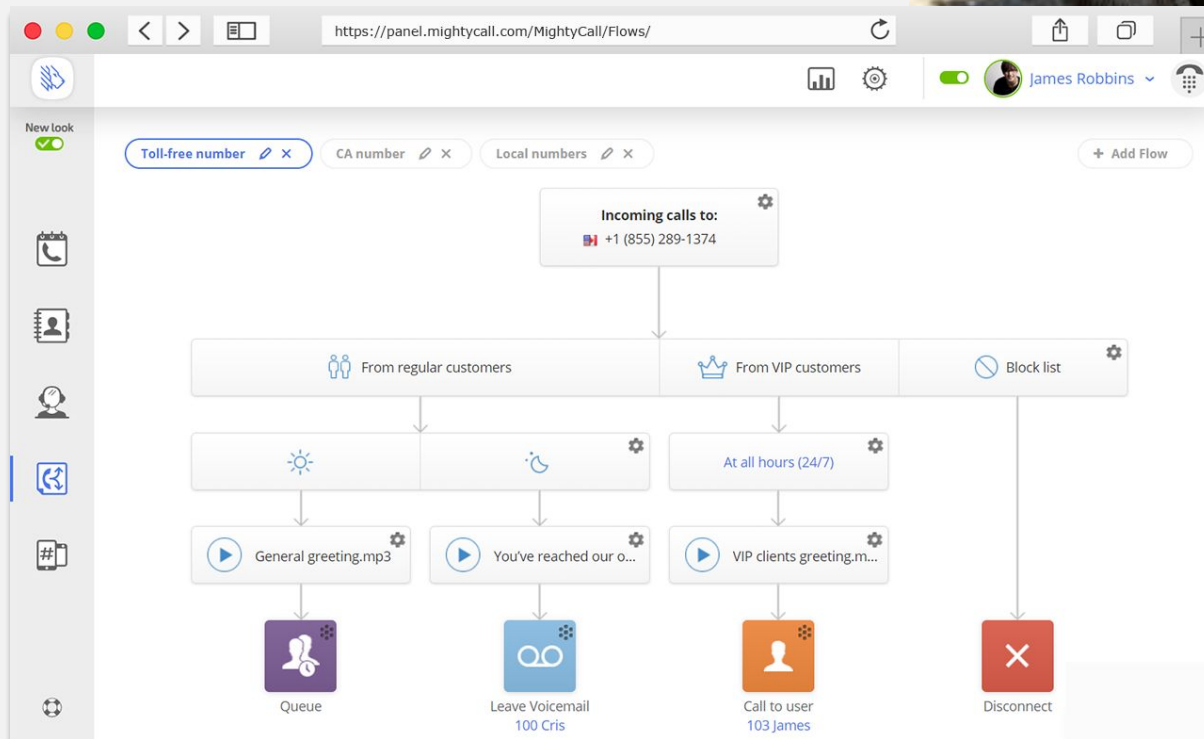 https://panel.mightycall.com/MightyCall/Flows/
James Robbins
New look
Toll-free number
CA number
Local numbers
+ Add Flow
Incoming calls to:
+1 (855) 289-1374
From regular customers
From VIP customers
Block list
At all hours (24/7)
General greeting.mp3
You've reached our o...
VIP clients greeting.m...
Queue
Leave Voicemail
100 Cris
Call to user
103 James
Disconnect